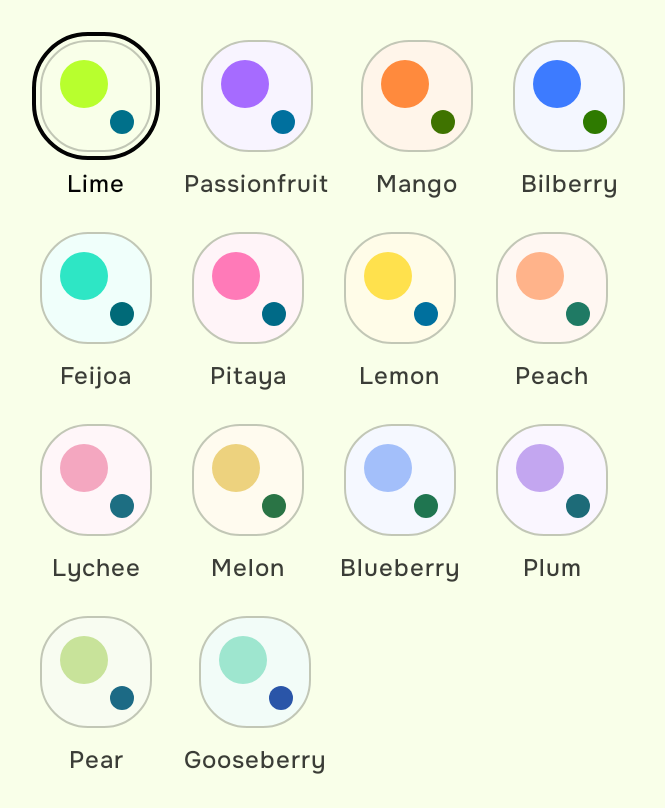 Lime Passionfruit Mango Bilberry
Feijoa Pitaya Lemon Peach
Lychee Melon Blueberry Plum
Pear Gooseberry